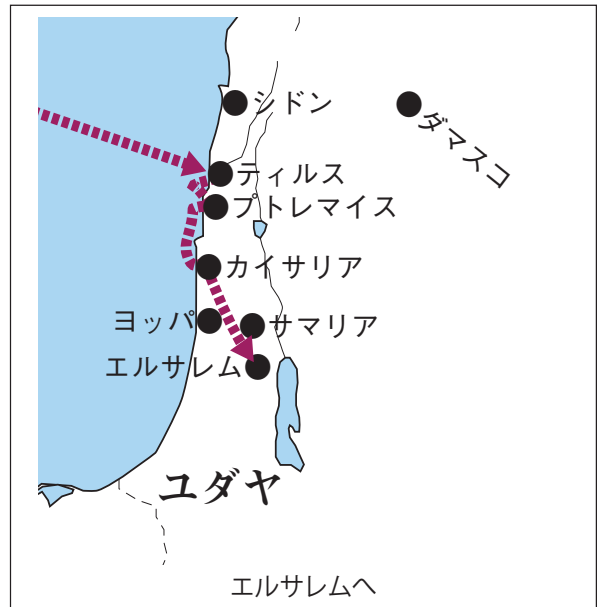 シドン
ダマスコ
ティルス
プトレマイス
カイサリア
ヨッパ
サマリア
エルサレム
ユダヤ
エルサレムへ